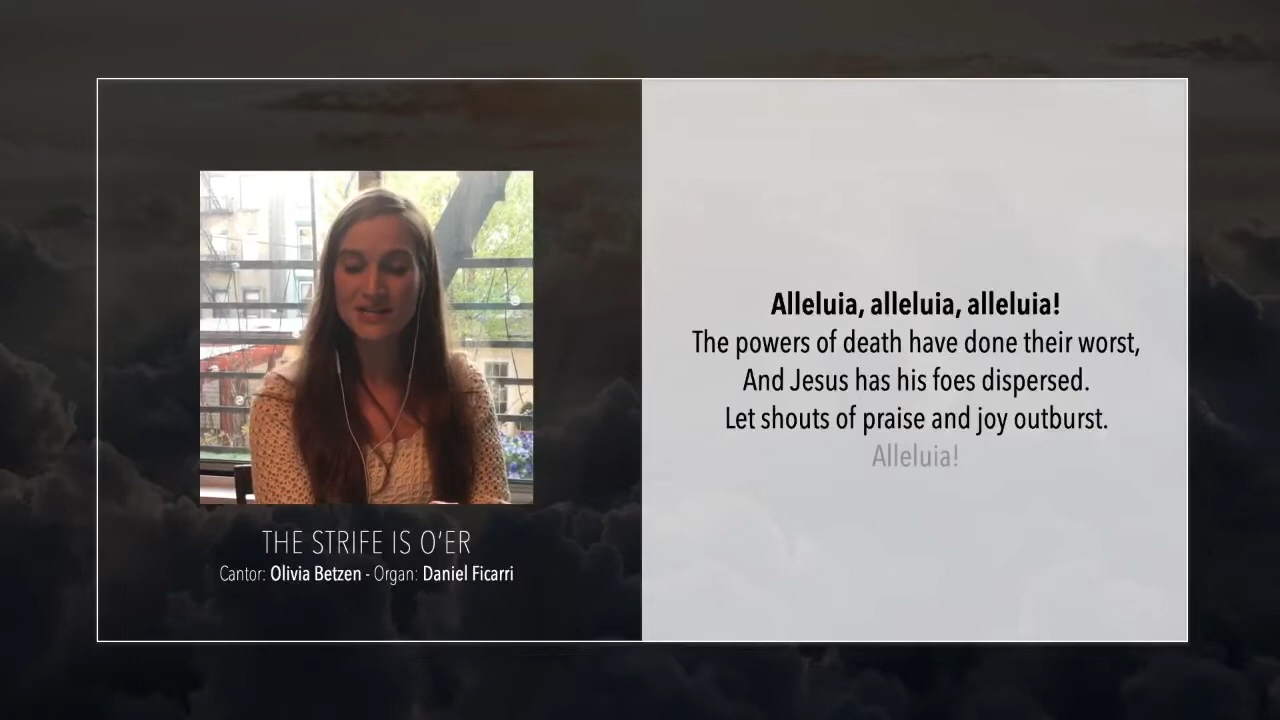 THE STRIFE IS O’ER
Cantor: Olivia Betzen - Organ: Daniel Ficarri
Alleluia, alleluia, alleluia!
The powers of death have done their worst,
And Jesus has his foes dispersed.
Let shouts of praise and joy outburst.
Alleluia!